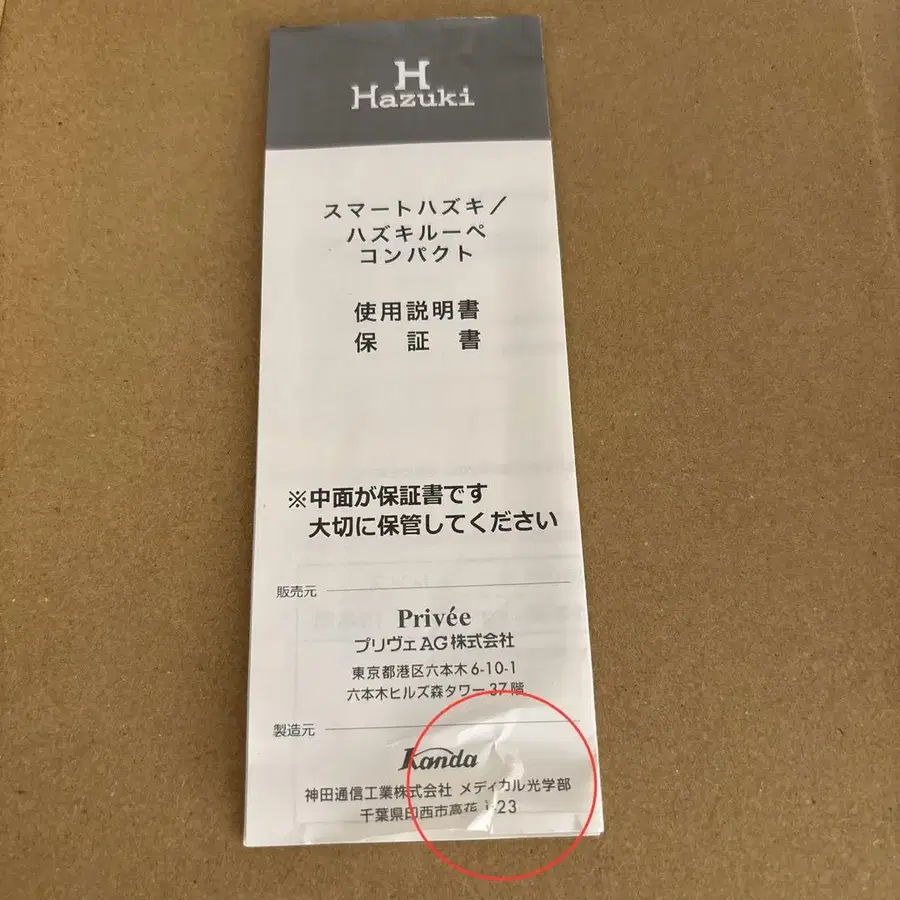 H
Hazuki
スマートハズキ/
ハズキルーペ
コンパクト
使用説明書
保証書
※中面が保証書です
大切に保管してください
販売元
Privée
プリヴェAG株式会社
東京都港区六本木6-10-1
六本木ヒルズ森タワー37階
製造元
Kanda
神田通信工業株式会社 メディカル光学部
千葉県印西市高花 23